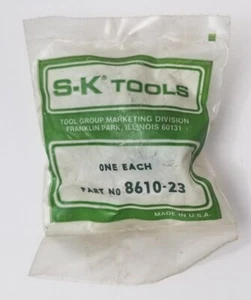 S-K® TOOLS
TOOL GROUP MARKETING DIVISION
FRANKLIN PARK, ILLINOIS 60131
ONE EACH
PART NO 8610-23
MADE IN U.S.A.